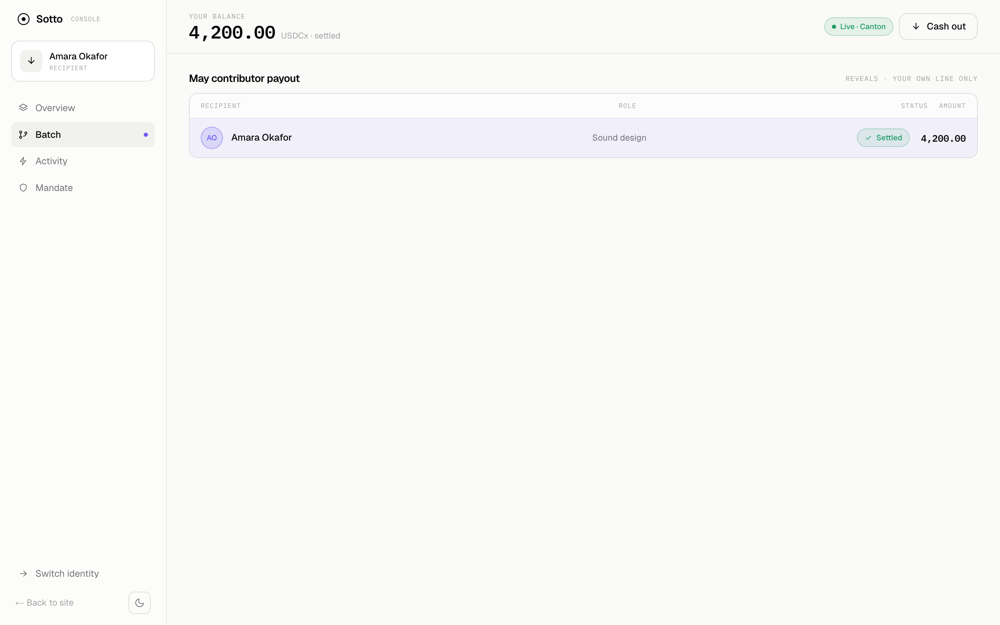 Sotto CONSOLE
Amara Okafor
RECIPIENT
Overview
Batch
Activity
Mandate
Switch identity
← Back to site
YOUR BALANCE
4,200.00 USDCx · settled
Live · Canton
Cash out
May contributor payout
REVEALS · YOUR OWN LINE ONLY
RECIPIENT ROLE STATUS AMOUNT
AO Amara Okafor Sound design Settled 4,200.00